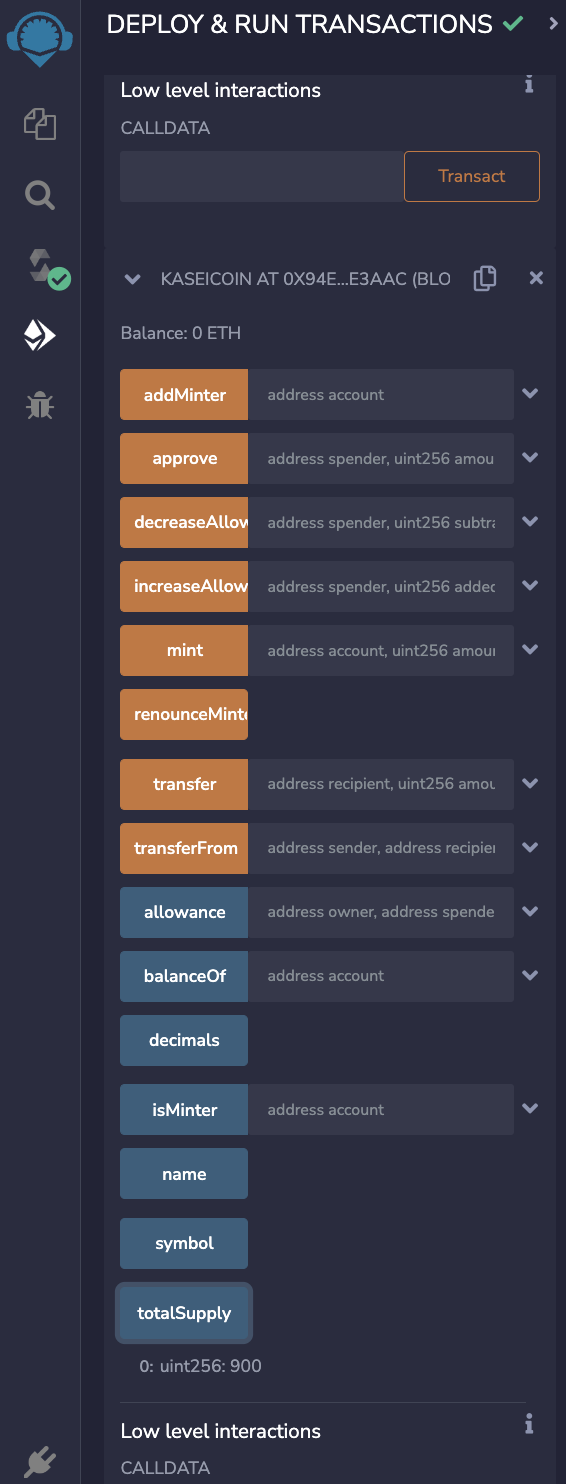 DEPLOY & RUN TRANSACTIONS
Low level interactions
CALLDATA
Transact
KASEICOIN AT 0X94E...E3AAC (BLO
Balance: 0 ETH
addMinter address account
approve address spender, uint256 amou
decreaseAllow address spender, uint256 subtra
increaseAllow address spender, uint256 added
mint address account, uint256 amoun
renounceMinte
transfer address recipient, uint256 amou
transferFrom address sender, address recipien
allowance address owner, address spende
balanceOf address account
decimals
isMinter address account
name
symbol
totalSupply
0: uint256: 900
Low level interactions
CALLDATA